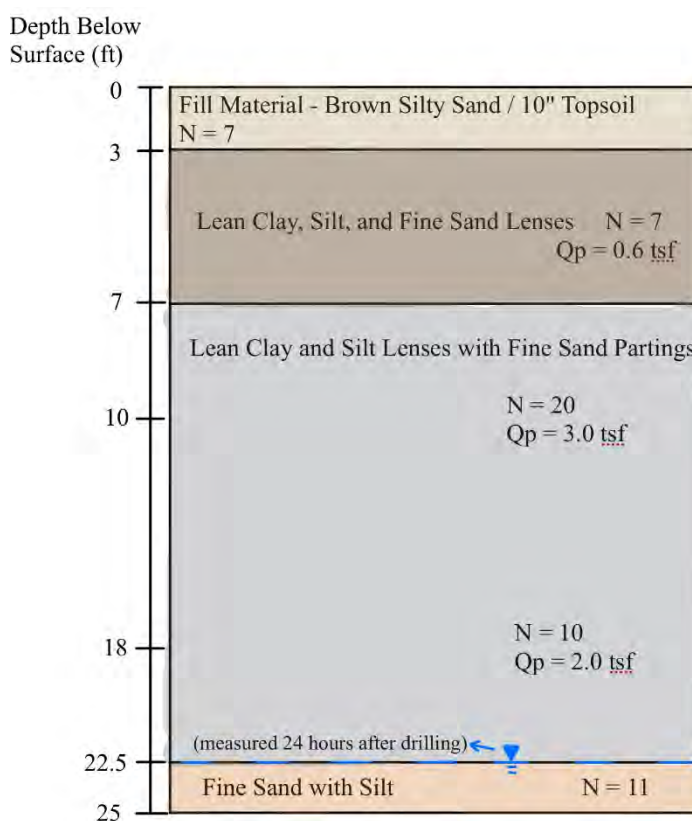 Depth Below
Surface (ft)
0
Fill Material - Brown Silty Sand / 10" Topsoil
N = 7
3
Lean Clay, Silt, and Fine Sand Lenses N = 7
Qp = 0.6 tsf
7
Lean Clay and Silt Lenses with Fine Sand Partings
N = 20
10
Qp = 3.0 tsf
N = 10
18
Qp = 2.0 tsf
(measured 24 hours after drilling)
22.5
Fine Sand with Silt N = 11
25